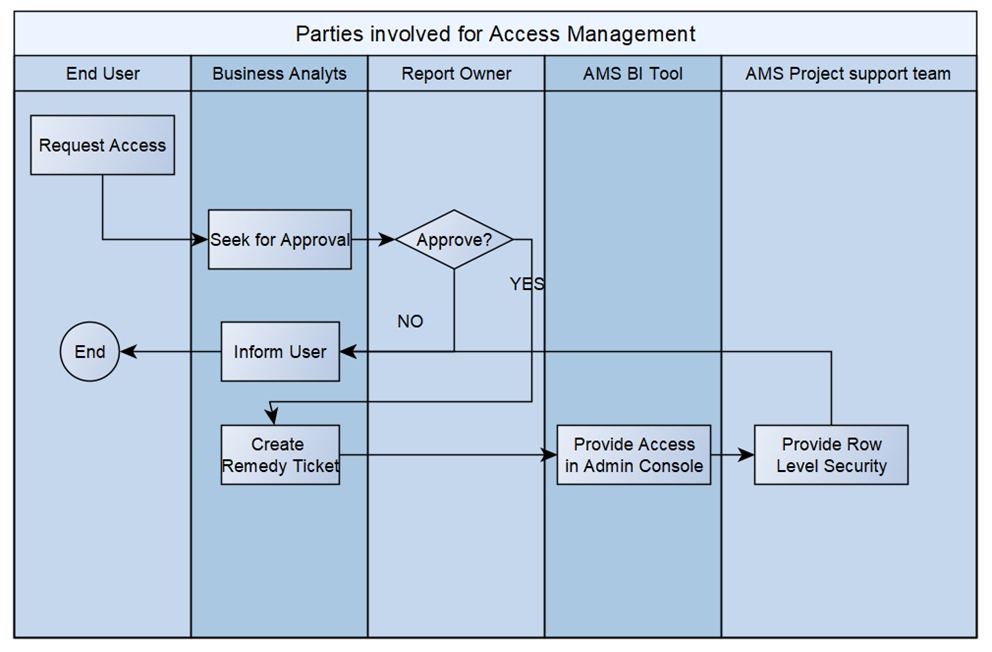 Parties involved for Access Management
End User
Business Analyts
Report Owner
AMS BI Tool
AMS Project support team
Request Access
Seek for Approval
Approve?
YES
NO
End
Inform User
Create
Remedy Ticket
Provide Access
in Admin Console
Provide Row
Level Security